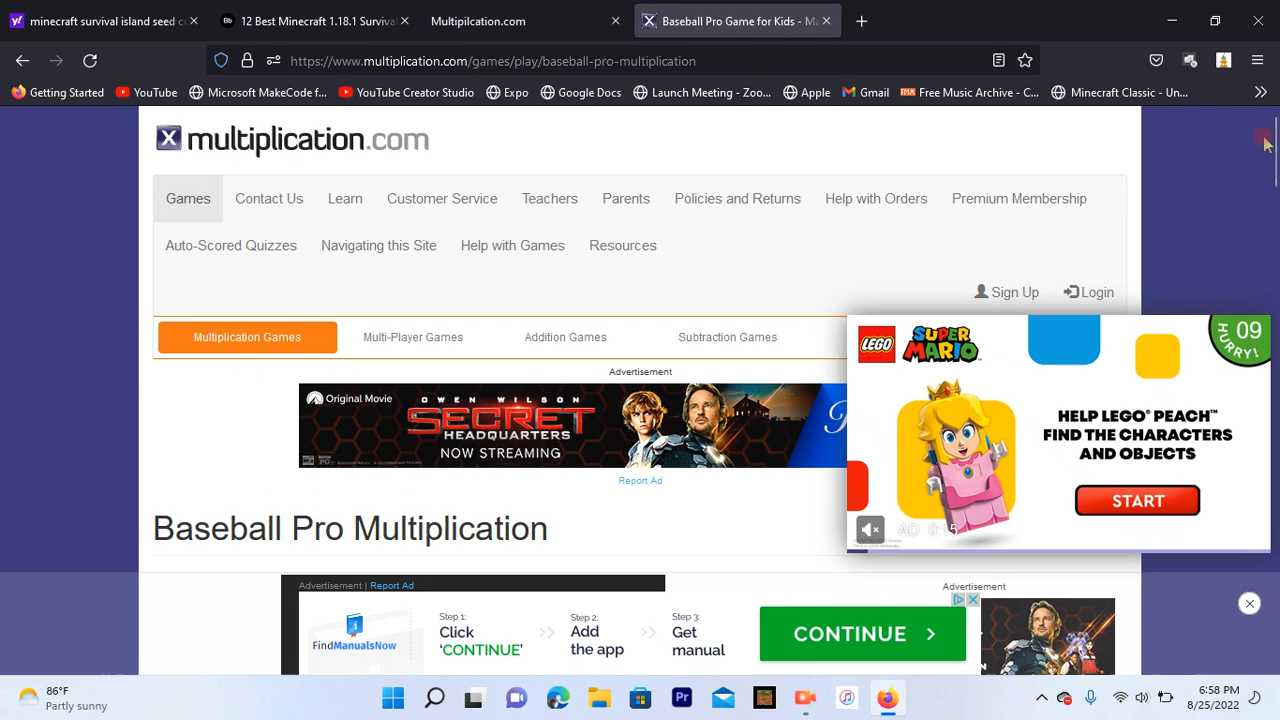 minecraft survival island seed c
12 Best Minecraft 1.18.1 Surviva
Multipilcation.com
Baseball Pro Game for Kids - Ma
https://www.multiplication.com/games/play/baseball-pro-multiplication
Getting Started
YouTube
Microsoft MakeCode f...
YouTube Creator Studio
Expo
Google Docs
Launch Meeting - Zoo...
Apple
Gmail
Free Music Archive - C...
Minecraft Classic - Un...
multiplication.com
Games
Contact Us
Learn
Customer Service
Teachers
Parents
Policies and Returns
Help with Orders
Premium Membership
Auto-Scored Quizzes
Navigating this Site
Help with Games
Resources
Sign Up
Login
Multiplication Games
Multi-Player Games
Addition Games
Subtraction Games
Advertisement
Original Movie
OWEN WILSON
SECRET
HEADQUARTERS
NOW STREAMING
Report Ad
LEGO
SUPER
MARIO
09
HURRY!
HELP LEGO® PEACH™
FIND THE CHARACTERS
AND OBJECTS
START
AD 0:15
Baseball Pro Multiplication
Advertisement | Report Ad
Advertisement
FindManualsNow
Step 1:
Click
'CONTINUE'
Step 2:
Add
the app
Step 3:
Get
manual
CONTINUE
86°F
Partly sunny
Pr
6:58 PM
8/25/2022